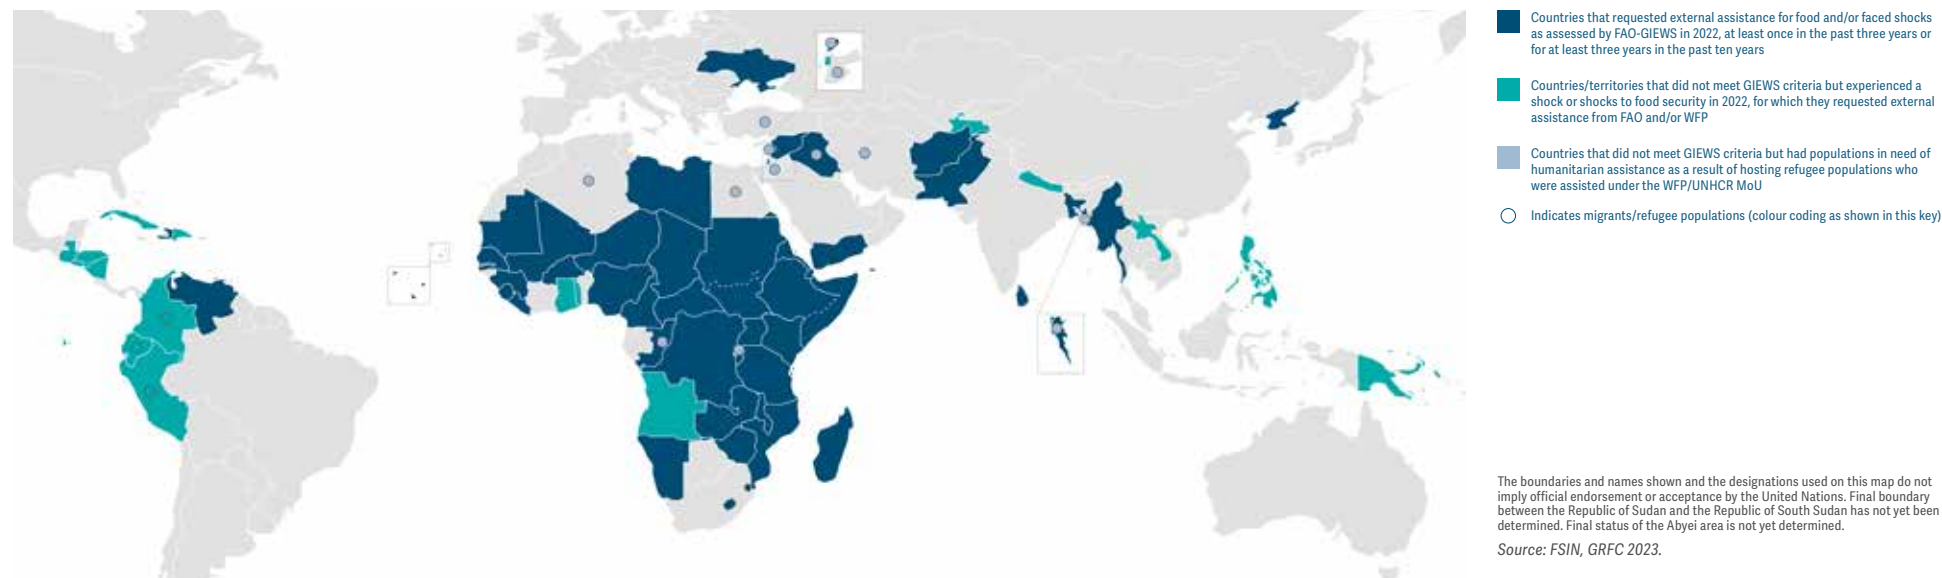 Countries that requested external assistance for food and/or faced shocks
as assessed by FAO-GIEWS in 2022, at least once in the past three years or
for at least three years in the past ten years
Countries/territories that did not meet GIEWS criteria but experienced a
shock or shocks to food security in 2022, for which they requested external
assistance from FAO and/or WFP
Countries that did not meet GIEWS criteria but had populations in need of
humanitarian assistance as a result of hosting refugee populations who
were assisted under the WFP/UNHCR MoU
Indicates migrants/refugee populations (colour coding as shown in this key)
The boundaries and names shown and the designations used on this map do not
imply official endorsement or acceptance by the United Nations. Final boundary
between the Republic of Sudan and the Republic of South Sudan has not yet been
determined. Final status of the Abyei area is not yet determined.
Source: FSIN, GRFC 2023.